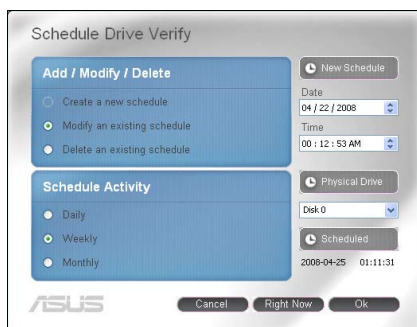 Schedule Drive Verify
Add / Modify / Delete
Create a new schedule
Modify an existing schedule
Delete an existing schedule
New Schedule
Date
04 / 22 / 2008
Time
00 : 12 : 53 AM
Schedule Activity
Daily
Weekly
Monthly
Physical Drive
Disk 0
Scheduled
2008-04-25 01:11:31
ASUS
Cancel
Right Now
Ok